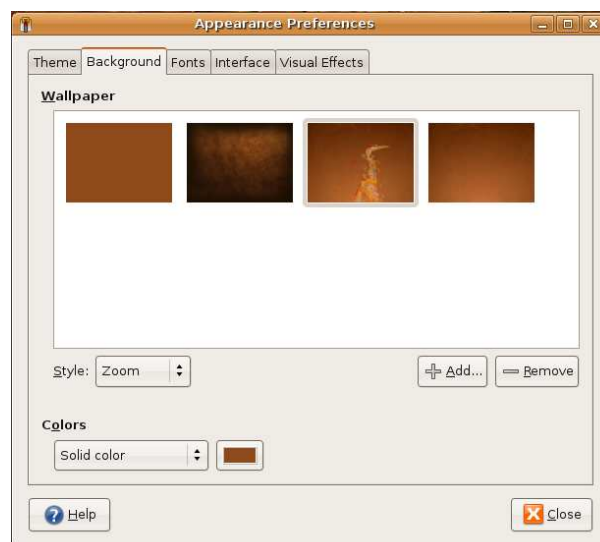 Appearance Preferences
Theme Background Fonts Interface Visual Effects
Wallpaper
Style: Zoom Add... Remove
Colors
Solid color
Help Close